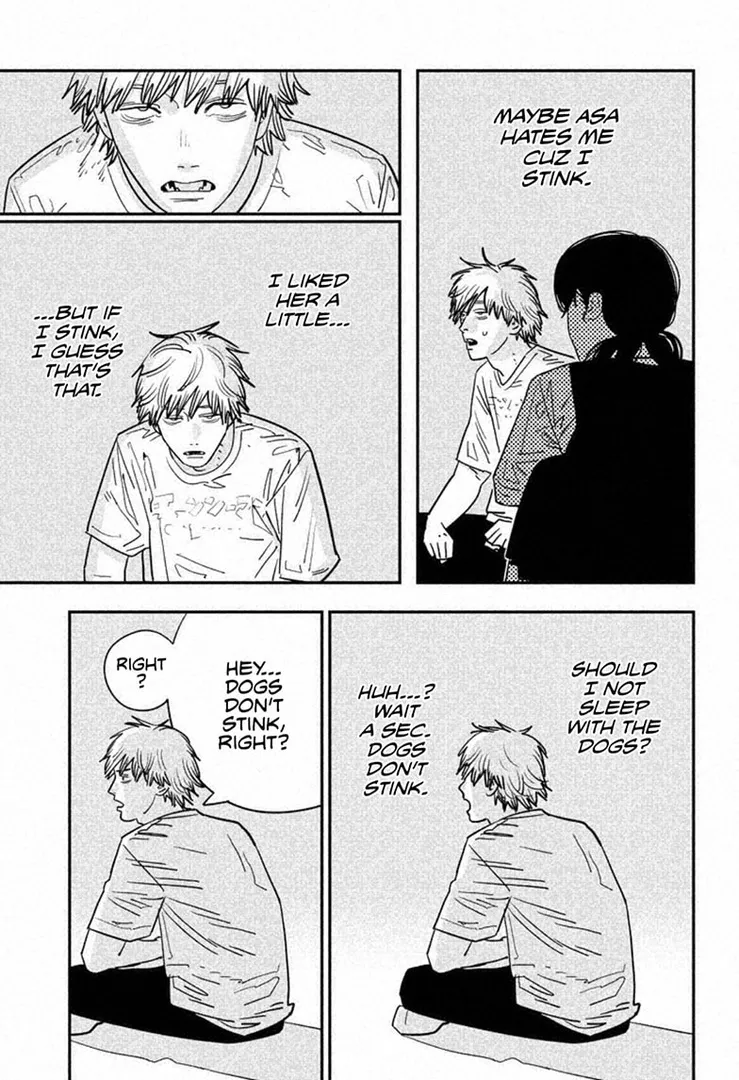 MAYBE ASA
HATES ME
CUZ I
STINK.
I LIKED
HER A
LITTLE...
...BUT IF
I STINK,
I GUESS
THAT'S
THAT.
SHOULD
I NOT
SLEEP
WITH THE
DOGS?
HUH...?
WAIT
A SEC.
DOGS
DON'T
STINK.
HEY...
DOGS
DON'T
STINK,
RIGHT?
RIGHT
?